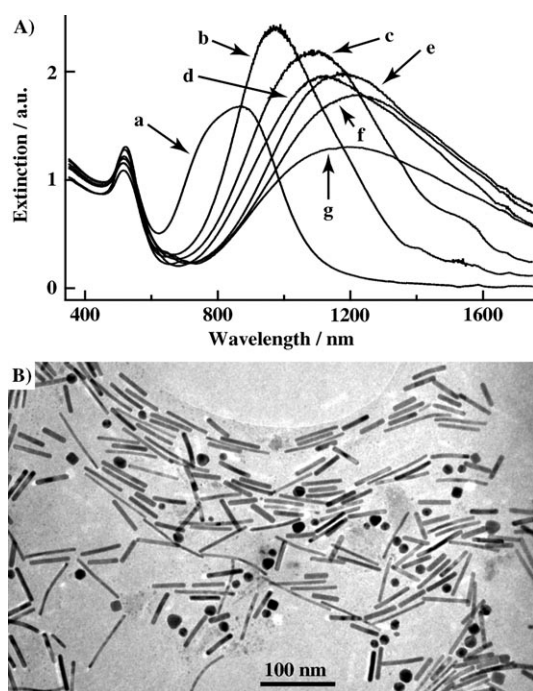 A)
b
c
e
d
a
f
g
2
1
0
Extinction / a.u.
400
800
1200
1600
Wavelength / nm
B)
100 nm